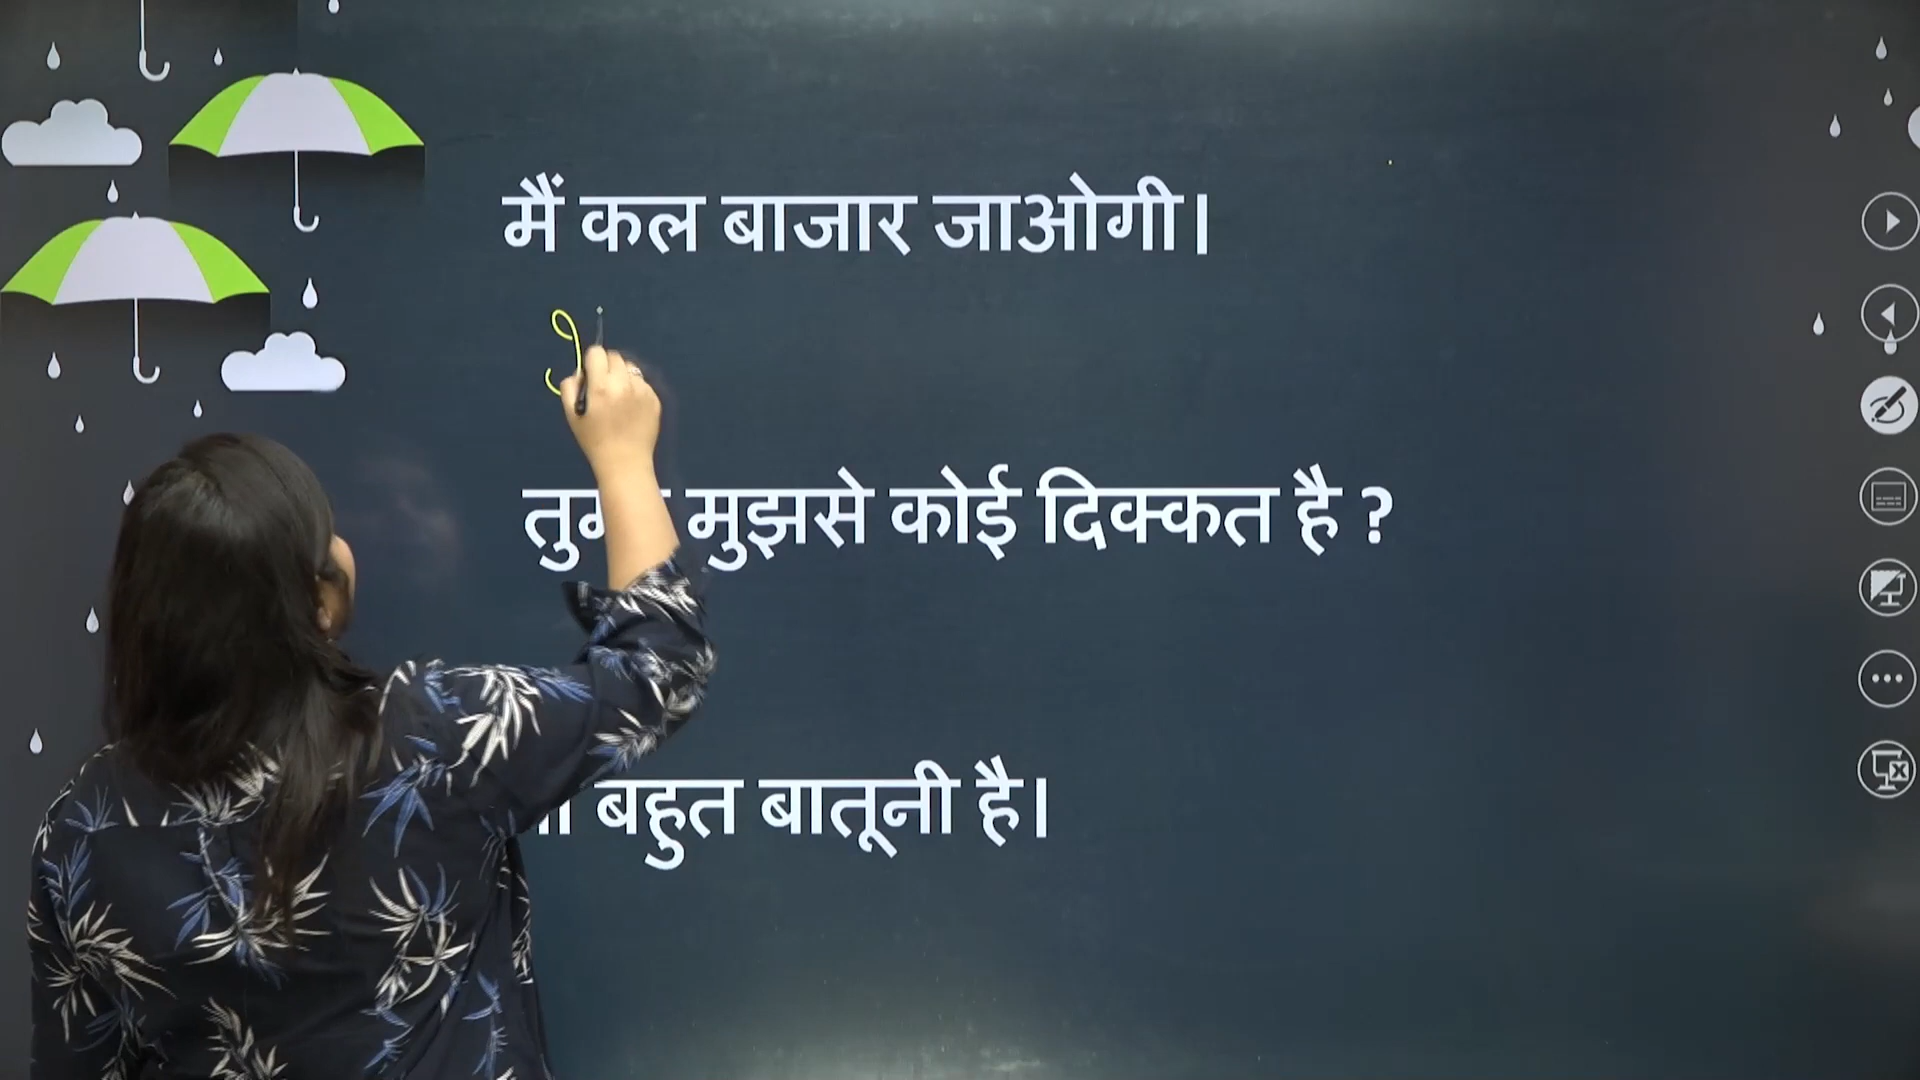 मैं कल बाजार जाओगी।
I
मुझसे कोई दिक्कत है ?
बहुत बातूनी है।